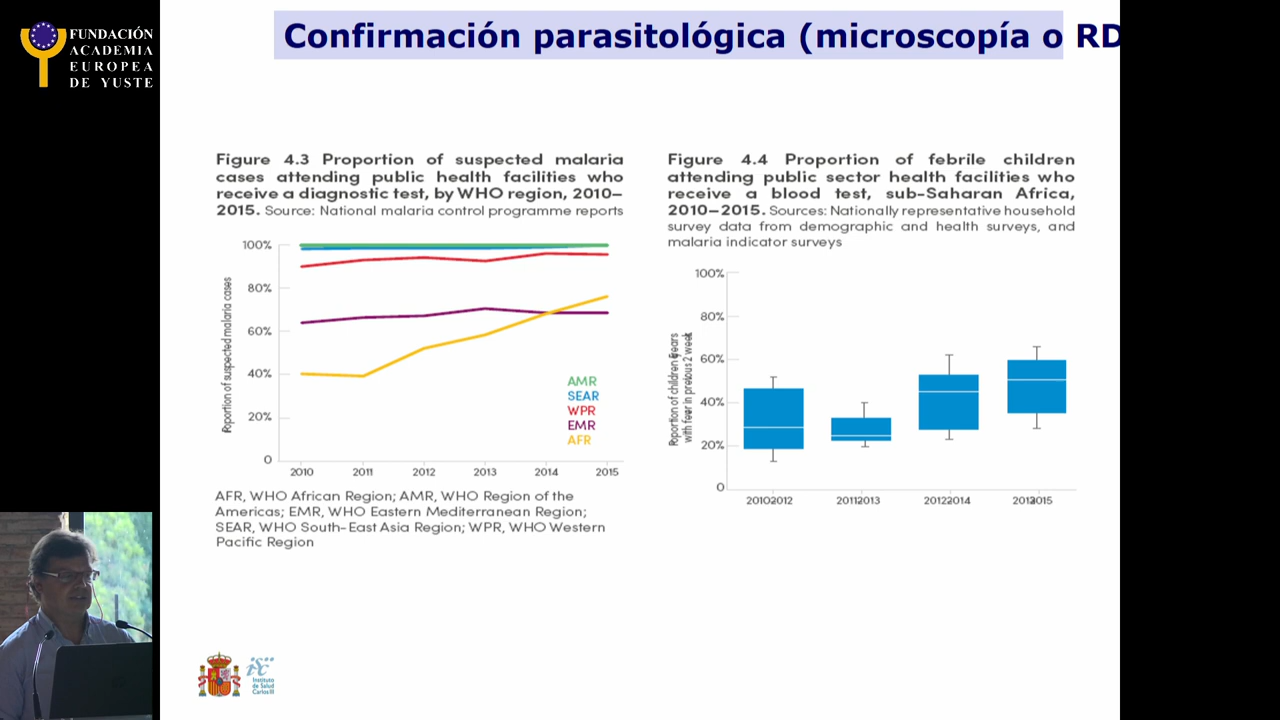 FUNDACIÓN
ACADEMIA
EUROPEA
DE YUSTE
Confirmación parasitológica (microscopía o RD
Figure 4.3 Proportion of suspected malaria
cases attending public health facilities who
receive a diagnostic test, by WHO region, 2010–
2015. Source: National malaria control programme reports
100%
80%
60%
40%
20%
0
Proportion of suspected malaria cases
AMR
SEAR
WPR
EMR
AFR
2010 2011 2012 2013 2014 2015
AFR, WHO African Region; AMR, WHO Region of the
Americas; EMR, WHO Eastern Mediterranean Region;
SEAR, WHO South-East Asia Region; WPR, WHO Western
Pacific Region
Figure 4.4 Proportion of febrile children
attending public sector health facilities who
receive a blood test, sub-Saharan Africa,
2010–2015. Sources: Nationally representative household
survey data from demographic and health surveys, and
malaria indicator surveys
100%
80%
60%
40%
20%
0
Proportion of children
with fever in previous 2 week
Instituto
de Salud
Carlos III